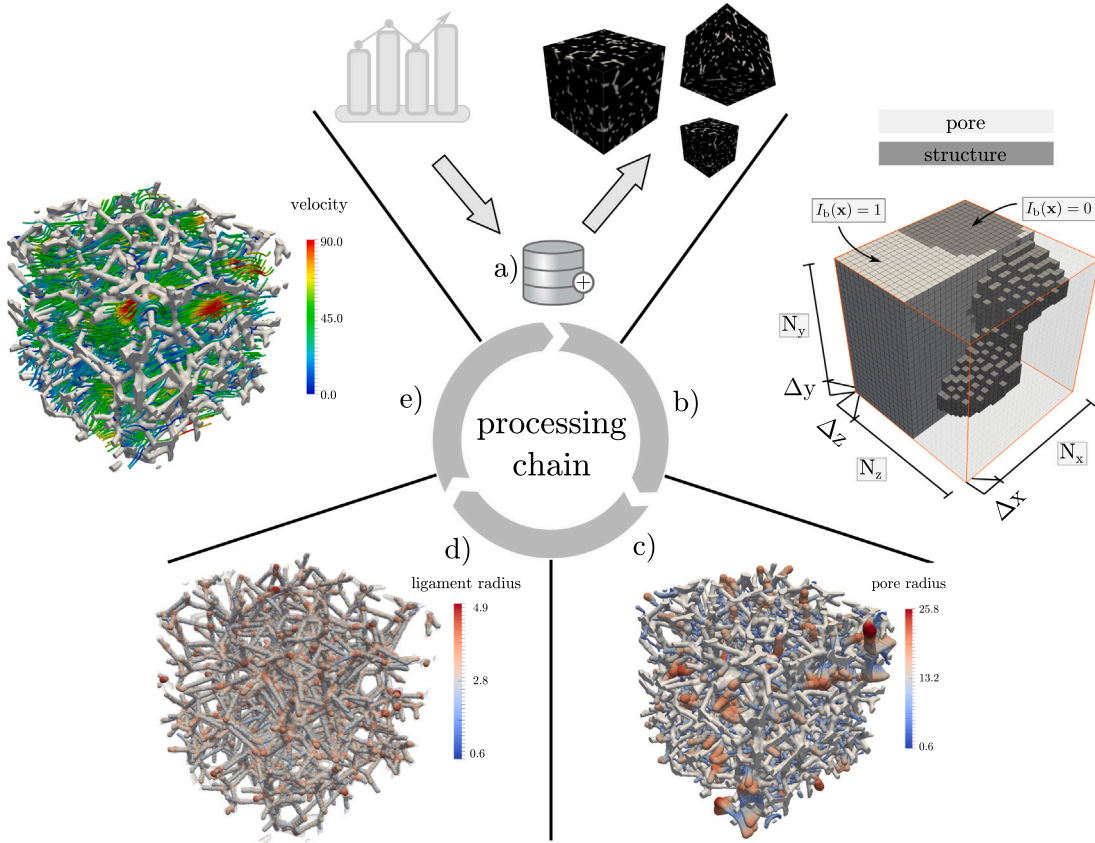 a)
+
pore
structure
I_b(x) = 1
I_b(x) = 0
N_y
Δy
Δz
N_z
N_x
Δx
b)
velocity
90.0
45.0
0.0
e)
processing
chain
d)
c)
ligament radius
4.9
2.8
0.6
pore radius
25.8
13.2
0.6